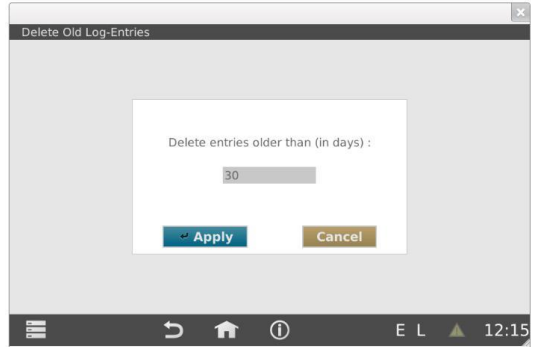 Delete Old Log-Entries
Delete entries older than (in days) :
30
Apply
Cancel
E L 12:15